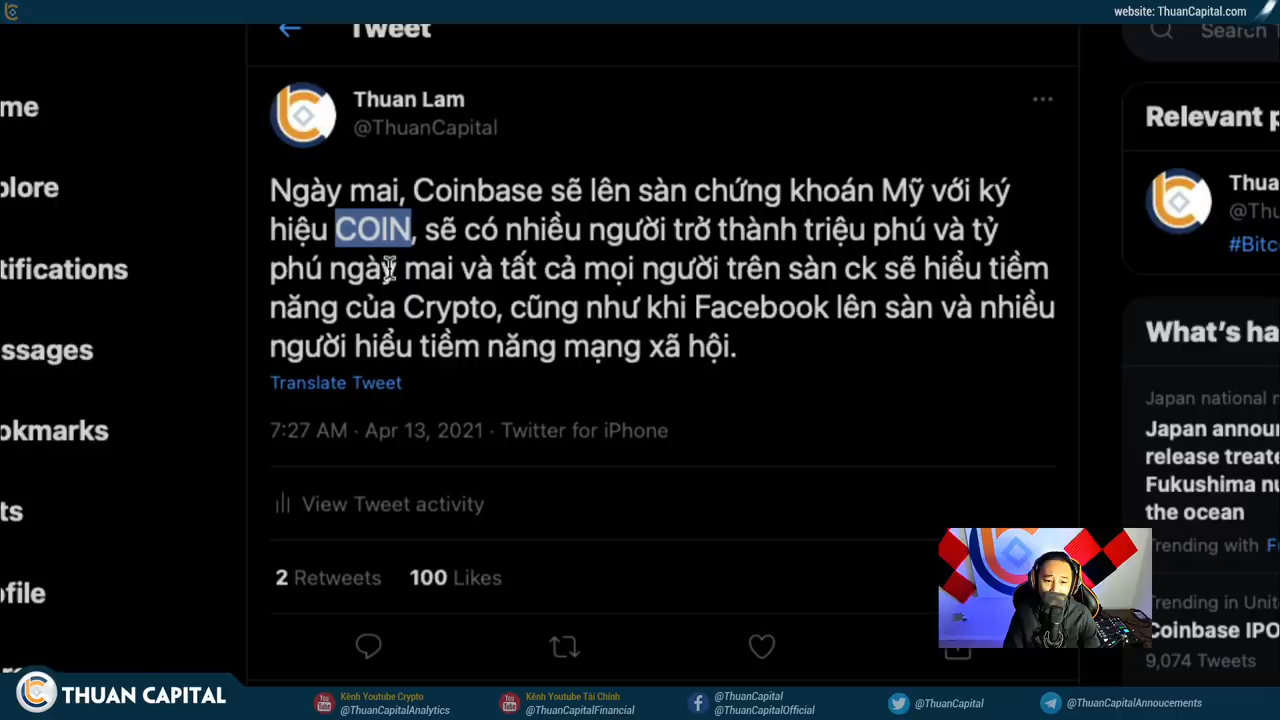 website: ThuanCapital.com
Tweet
Search
me
plore
tifications
ssages
okmarks
ts
ofile
Thuan Lam
@ThuanCapital
Ngày mai, Coinbase sẽ lên sàn chứng khoán Mỹ với ký
hiệu COIN, sẽ có nhiều người trở thành triệu phú và tỷ
phú ngày mai và tất cả mọi người trên sàn ck sẽ hiểu tiềm
năng của Crypto, cũng như khi Facebook lên sàn và nhiều
người hiểu tiềm năng mạng xã hội.
Translate Tweet
7:27 AM · Apr 13, 2021 · Twitter for iPhone
View Tweet activity
2 Retweets 100 Likes
Relevant p
Thua
@Thu
#Bitc
What's ha
Japan national n
Japan announ
release treate
Fukushima nu
the ocean
Trending with F
Trending in Unit
Coinbase IPO
9,074 Tweets
THUAN CAPITAL
Kênh Youtube Crypto
@ThuanCapitalAnalytics
Kênh Youtube Tài Chính
@ThuanCapitalFinancial
@ThuanCapital
@ThuanCapitalOfficial
@ThuanCapital
@ThuanCapitalAnnoucements